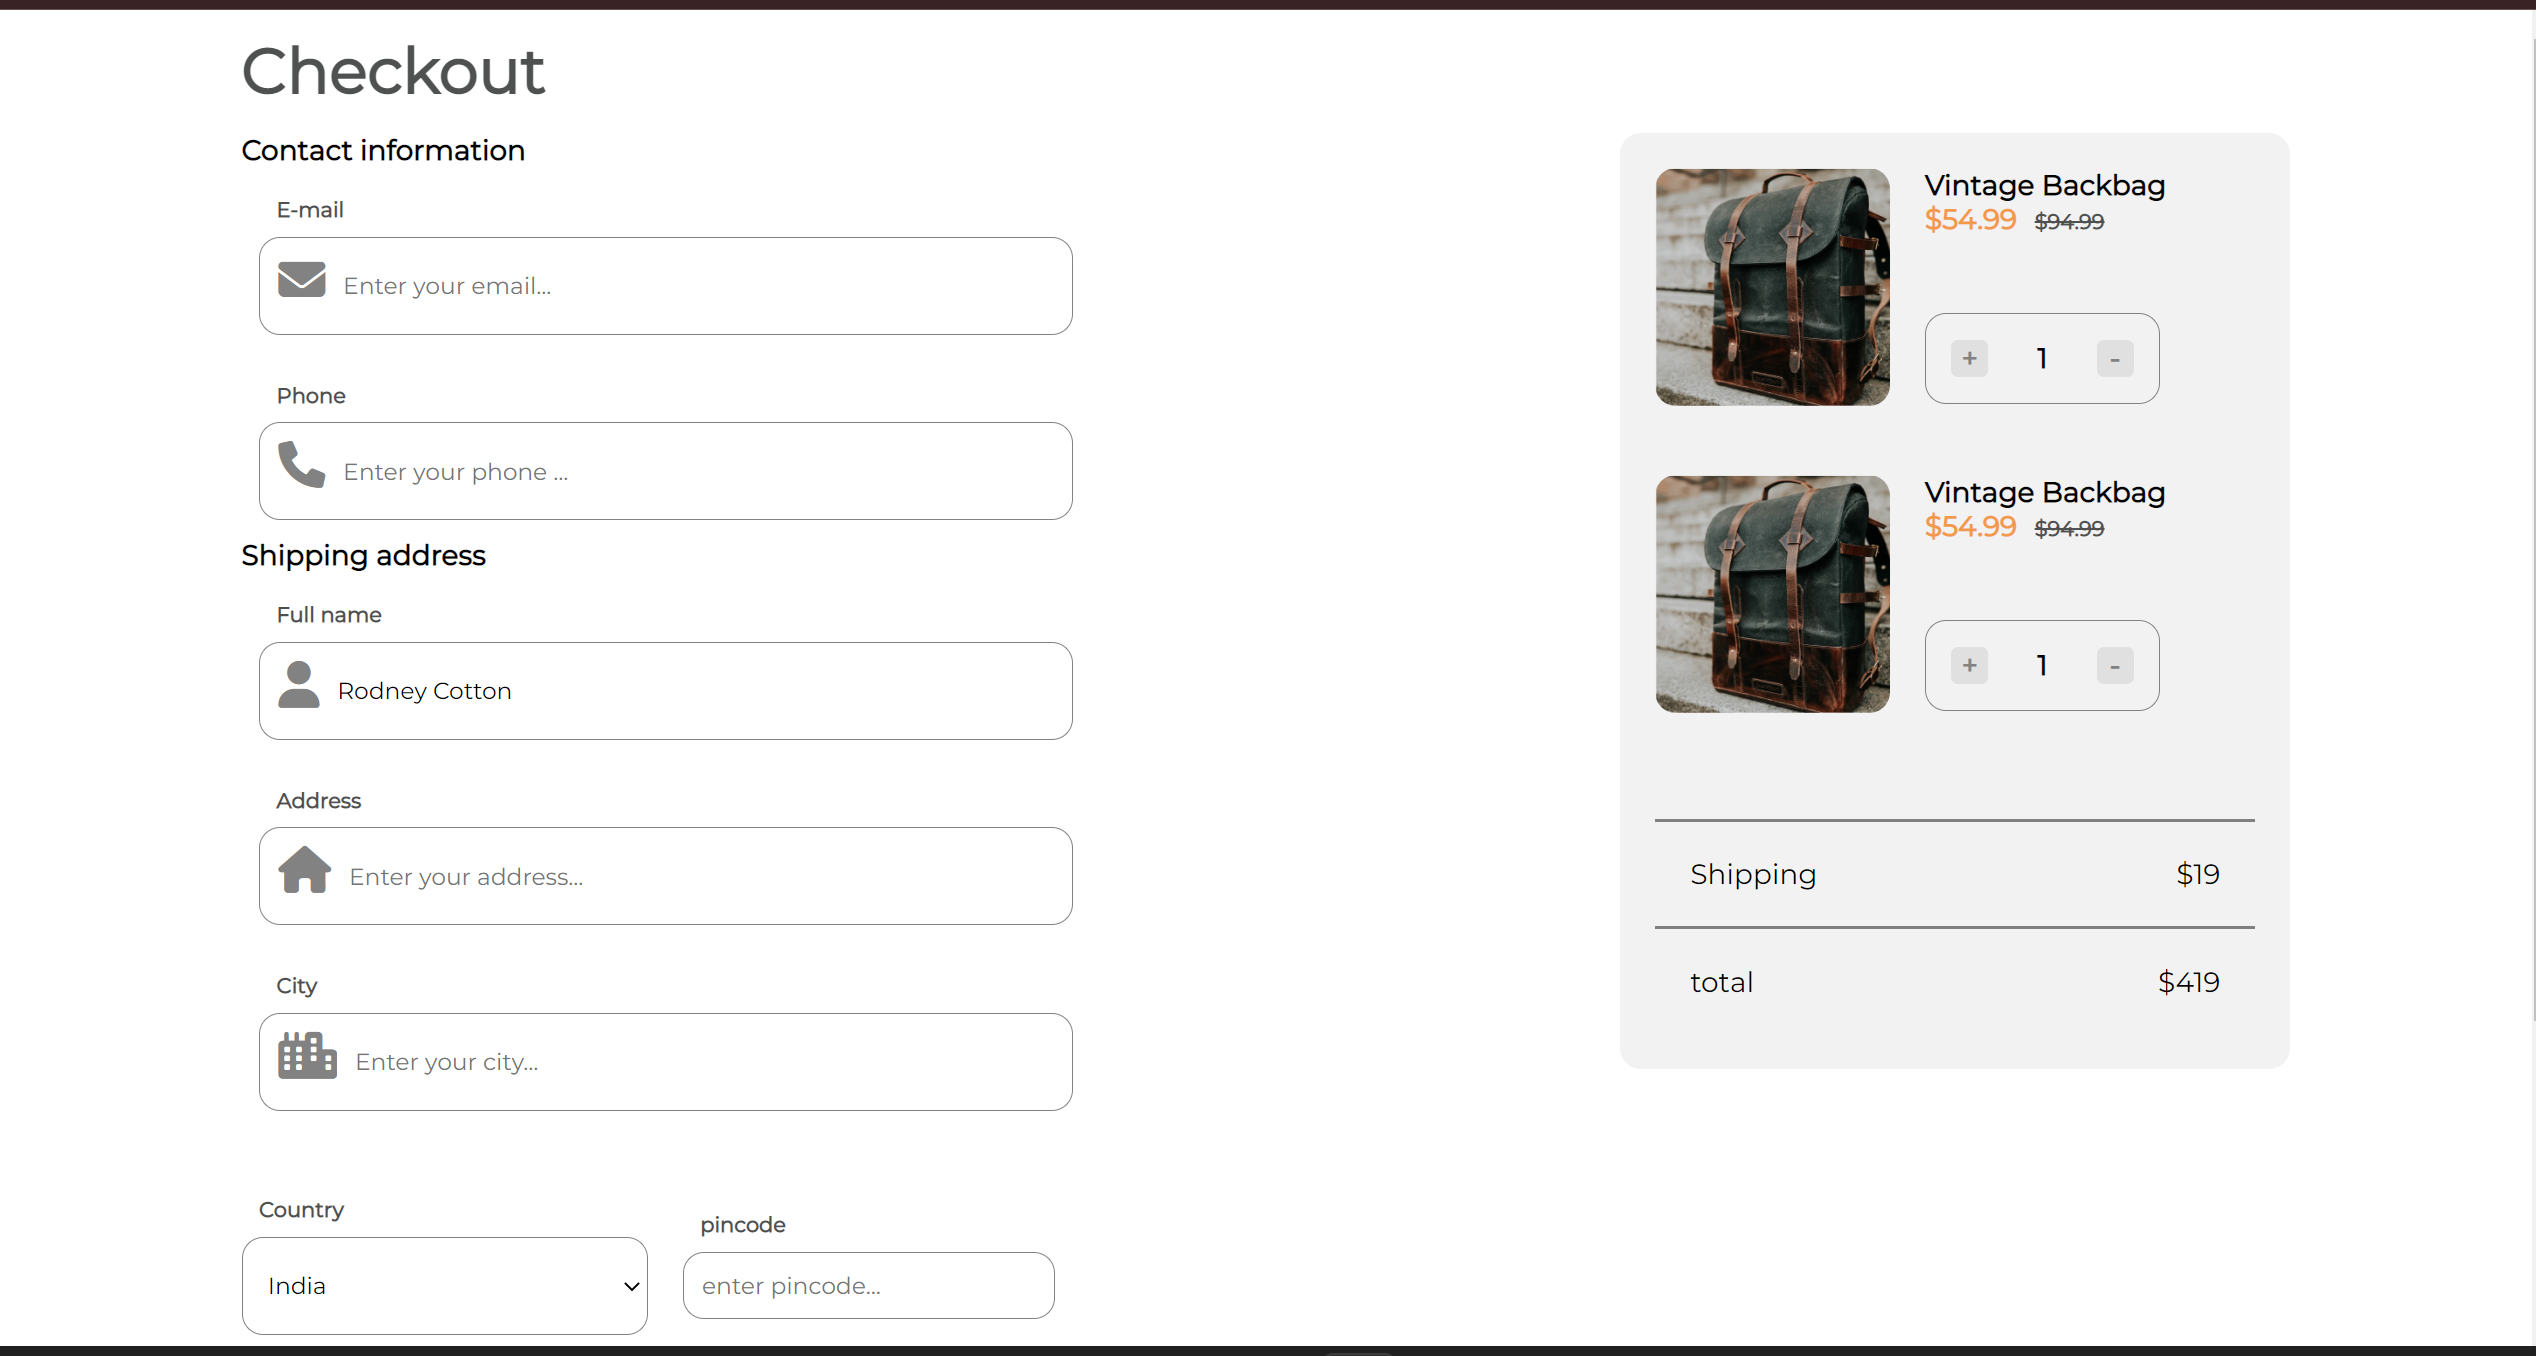 Checkout
Contact information
E-mail
Enter your email...
Phone
Enter your phone ...
Shipping address
Full name
Rodney Cotton
Address
Enter your address...
City
Enter your city...
Country
India
pincode
enter pincode...
Vintage Backbag
$54.99 $94.99
+ 1 -
Vintage Backbag
$54.99 $94.99
+ 1 -
Shipping $19
total $419